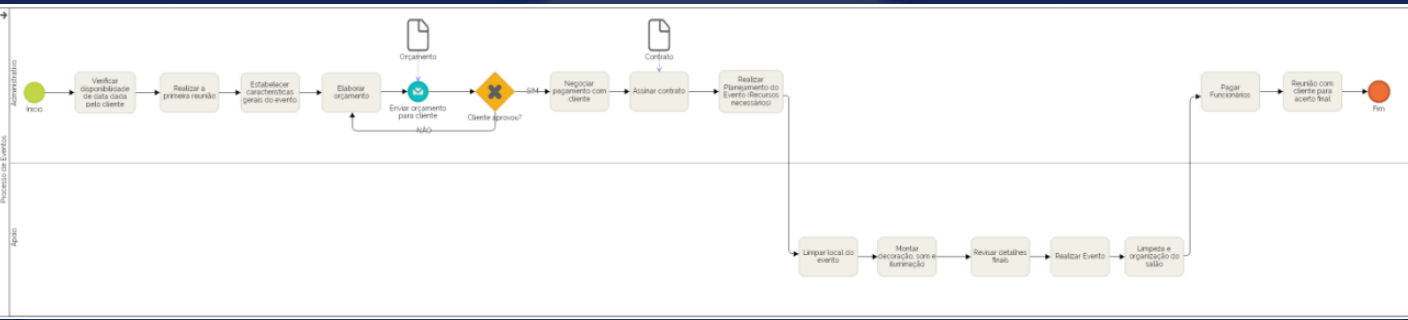 Processo de Eventos
Administrativo
Início
Verificar
disponibilidade
de data dada
pelo cliente
Realizar a
primeira reunião
Estabelecer
características
gerais do evento
Elaborar
orçamento
Orçamento
Enviar orçamento
para cliente
Cliente aprovou?
NÃO
SIM
Negociar
pagamento com
cliente
Contrato
Assinar contrato
Realizar
Planejamento do
Evento (Recursos
necessários)
Pagar
Funcionários
Reunião com
cliente para
acerto final
Fim
Apoio
Limpar local do
evento
Montar
decoração, som e
iluminação
Revisar detalhes
finais
Realizar Evento
Limpeza e
organização do
salão